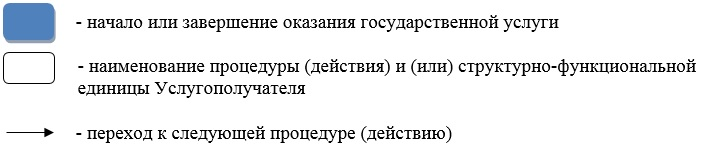 - начало или завершение оказания государственной услуги
- наименование процедуры (действия) и (или) структурно-функциональной
единицы Услугополучателя
- переход к следующей процедуре (действию)